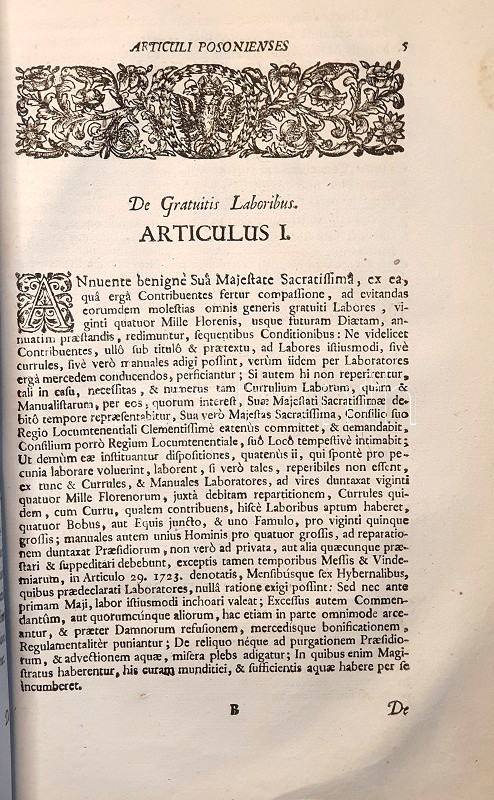 ARTICULI POSONIENSES 5
De Gratuitis Laboribus.
ARTICULUS I.
ANnuente benignè Suâ Majeſtate Sacratiſſimâ, ex ea,
quâ ergà Contribuentes fertur compaſſione, ad evitandas
eorumdem moleſtias omnis generis gratuiti Labores, vi-
ginti quatuor Mille Florenis, usque futuram Diætam, an-
nuatim præſtandis, redimuntur, ſequentibus Conditionibus: Ne videlicet
Contribuentes, ullô ſub titulô & prætextu, ad Labores iſtiusmodi, ſivè
currules, ſivè verò manuales adigi poſſint, verùm iidem per Laboratores
ergà mercedem conducendos, perficiantur; Si autem hi non reperirentur,
tali in caſu, neceſſitas, & numerus tam Currulium Laborum, quàm &
Manualiſtarum, per eos, quorum intereſt, Suæ Majeſtati Sacratiſſimæ de-
bitô tempore repræſentabitur, Sua verò Majeſtas Sacratiſſima, Conſilio ſuo
Regio Locumtenentiali Clementiſſimè eatenùs committet, & demandabit,
Conſilium porrò Regium Locumtenentiale, ſuô Locô tempeſtivè intimabit;
Ut demùm eæ inſtituantur diſpoſitiones, quatenùs ii, qui ſpontè pro pe-
cunia laborare voluerint, laborent, ſi verò tales, reperibiles non eſſent,
ex tunc & Currules, & Manuales Laboratores, ad vires duntaxat viginti
quatuor Mille Florenorum, juxtà debitam repartitionem, Currules qui-
dem, cum Curru, qualem contribuens, hiſcè Laboribus aptum haberet,
quatuor Bobus, aut Equis junĉto, & uno Famulo, pro viginti quinque
groſſis; manuales autem unius Hominis pro quatuor groſſis, ad reparatio-
nem duntaxat Præſidiorum, non verò ad privata, aut alia quæcunque præ-
ſtari & ſuppeditari debebunt, exceptis tamen temporibus Meſſis & Vinde-
miarum, in Articulo 29. 1723. denotatis, Menſibúsque ſex Hybernalibus,
quibus prædeclarati Laboratores, nullâ ratione exigi poſſint: Sed nec ante
primam Maji, labor iſtiusmodi inchoari valeat; Exceſſus autem Commen-
dantûm, aut quorumcúnque aliorum, hac etiam in parte omnimodè arce-
antur, & præter Damnorum refuſionem, mercedisque bonificationem,
Regulamentalitèr puniantur; De reliquo néque ad purgationem Præſidio-
rum, & advectionem aquæ, miſera plebs adigatur; In quibus enim Magi-
ſtratus haberentur, his curam munditiei, & ſufficientis aquæ habere per ſe
incumberet.
B De